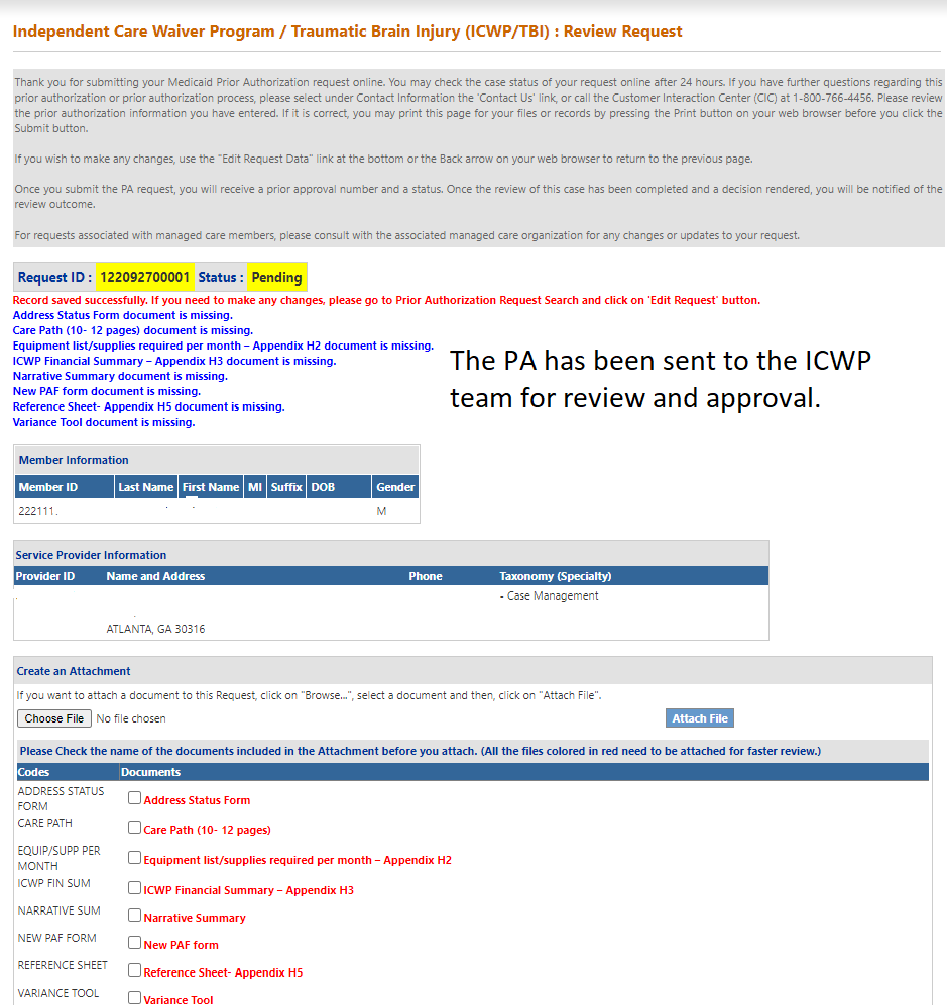 Independent Care Waiver Program / Traumatic Brain Injury (ICWP/TBI) : Review Request
Thank you for submitting your Medicaid Prior Authorization request online. You may check the case status of your request online after 24 hours. If you have further questions regarding this
prior authorization or prior authorization process, please select under Contact Information the 'Contact Us' link, or call the Customer Interaction Center (CIC) at 1-800-766-4456. Please review
the prior authorization information you have entered. If it is correct, you may print this page for your files or records by pressing the Print button on your web browser before you click the
Submit button.
If you wish to make any changes, use the "Edit Request Data" link at the bottom or the Back arrow on your web browser to return to the previous page.
Once you submit the PA request, you will receive a prior approval number and a status. Once the review of this case has been completed and a decision rendered, you will be notified of the
review outcome.
For requests associated with managed care members, please consult with the associated managed care organization for any changes or updates to your request.
Request ID : 122092700001 Status : Pending
Record saved successfully. If you need to make any changes, please go to Prior Authorization Request Search and click on 'Edit Request' button.
Address Status Form document is missing.
Care Path (10- 12 pages) document is missing.
Equipment list/supplies required per month – Appendix H2 document is missing.
ICWP Financial Summary – Appendix H3 document is missing.
Narrative Summary document is missing.
New PAF form document is missing.
Reference Sheet- Appendix H5 document is missing.
Variance Tool document is missing.
The PA has been sent to the ICWP
team for review and approval.
Member Information
Member ID Last Name First Name MI Suffix DOB Gender
222111. M
Service Provider Information
Provider ID Name and Address Phone Taxonomy (Specialty)
• Case Management
ATLANTA, GA 30316
Create an Attachment
If you want to attach a document to this Request, click on "Browse...", select a document and then, click on "Attach File".
Choose File No file chosen Attach File
Please Check the name of the documents included in the Attachment before you attach. (All the files colored in red need to be attached for faster review.)
Codes Documents
ADDRESS STATUS
FORM Address Status Form
CARE PATH Care Path (10- 12 pages)
EQUIP/SUPP PER
MONTH Equipment list/supplies required per month – Appendix H2
ICWP FIN SUM ICWP Financial Summary – Appendix H3
NARRATIVE SUM Narrative Summary
NEW PAF FORM New PAF form
REFERENCE SHEET Reference Sheet- Appendix H5
VARIANCE TOOL Variance Tool